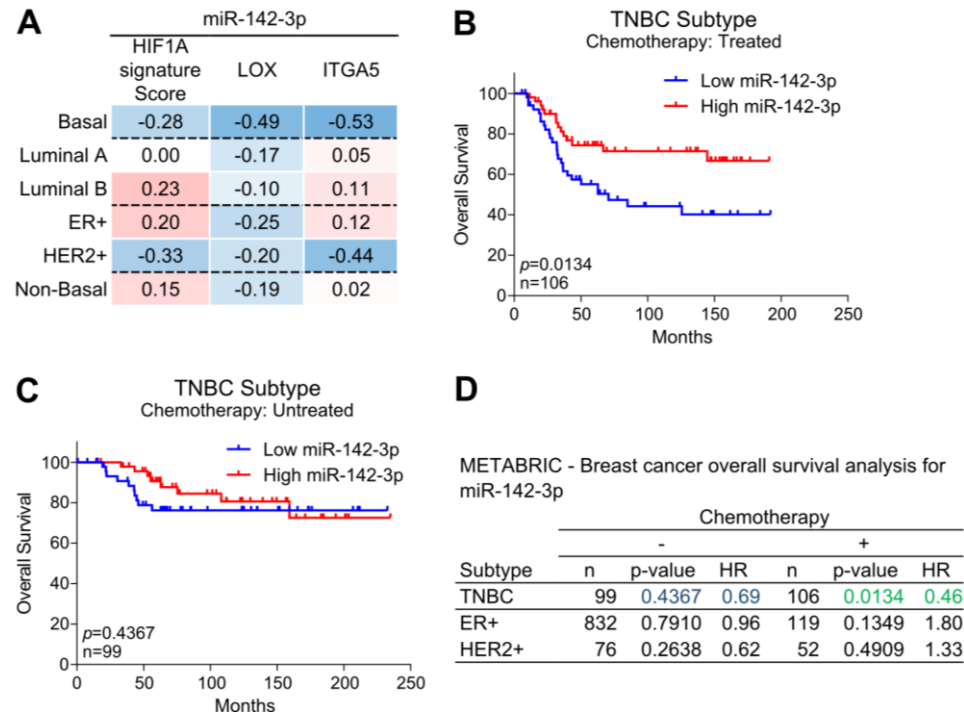 A
miR-142-3p
HIF1A signature Score LOX ITGA5
Basal -0.28 -0.49 -0.53
Luminal A 0.00 -0.17 0.05
Luminal B 0.23 -0.10 0.11
ER+ 0.20 -0.25 0.12
HER2+ -0.33 -0.20 -0.44
Non-Basal 0.15 -0.19 0.02
B
TNBC Subtype
Chemotherapy: Treated
Low miR-142-3p
High miR-142-3p
Overall Survival
100
80
60
40
20
0
p=0.0134
n=106
0 50 100 150 200 250
Months
C
TNBC Subtype
Chemotherapy: Untreated
Low miR-142-3p
High miR-142-3p
Overall Survival
100
80
60
40
20
0
p=0.4367
n=99
0 50 100 150 200 250
Months
D
METABRIC - Breast cancer overall survival analysis for
miR-142-3p
Chemotherapy
- +
Subtype n p-value HR n p-value HR
TNBC 99 0.4367 0.69 106 0.0134 0.46
ER+ 832 0.7910 0.96 119 0.1349 1.80
HER2+ 76 0.2638 0.62 52 0.4909 1.33